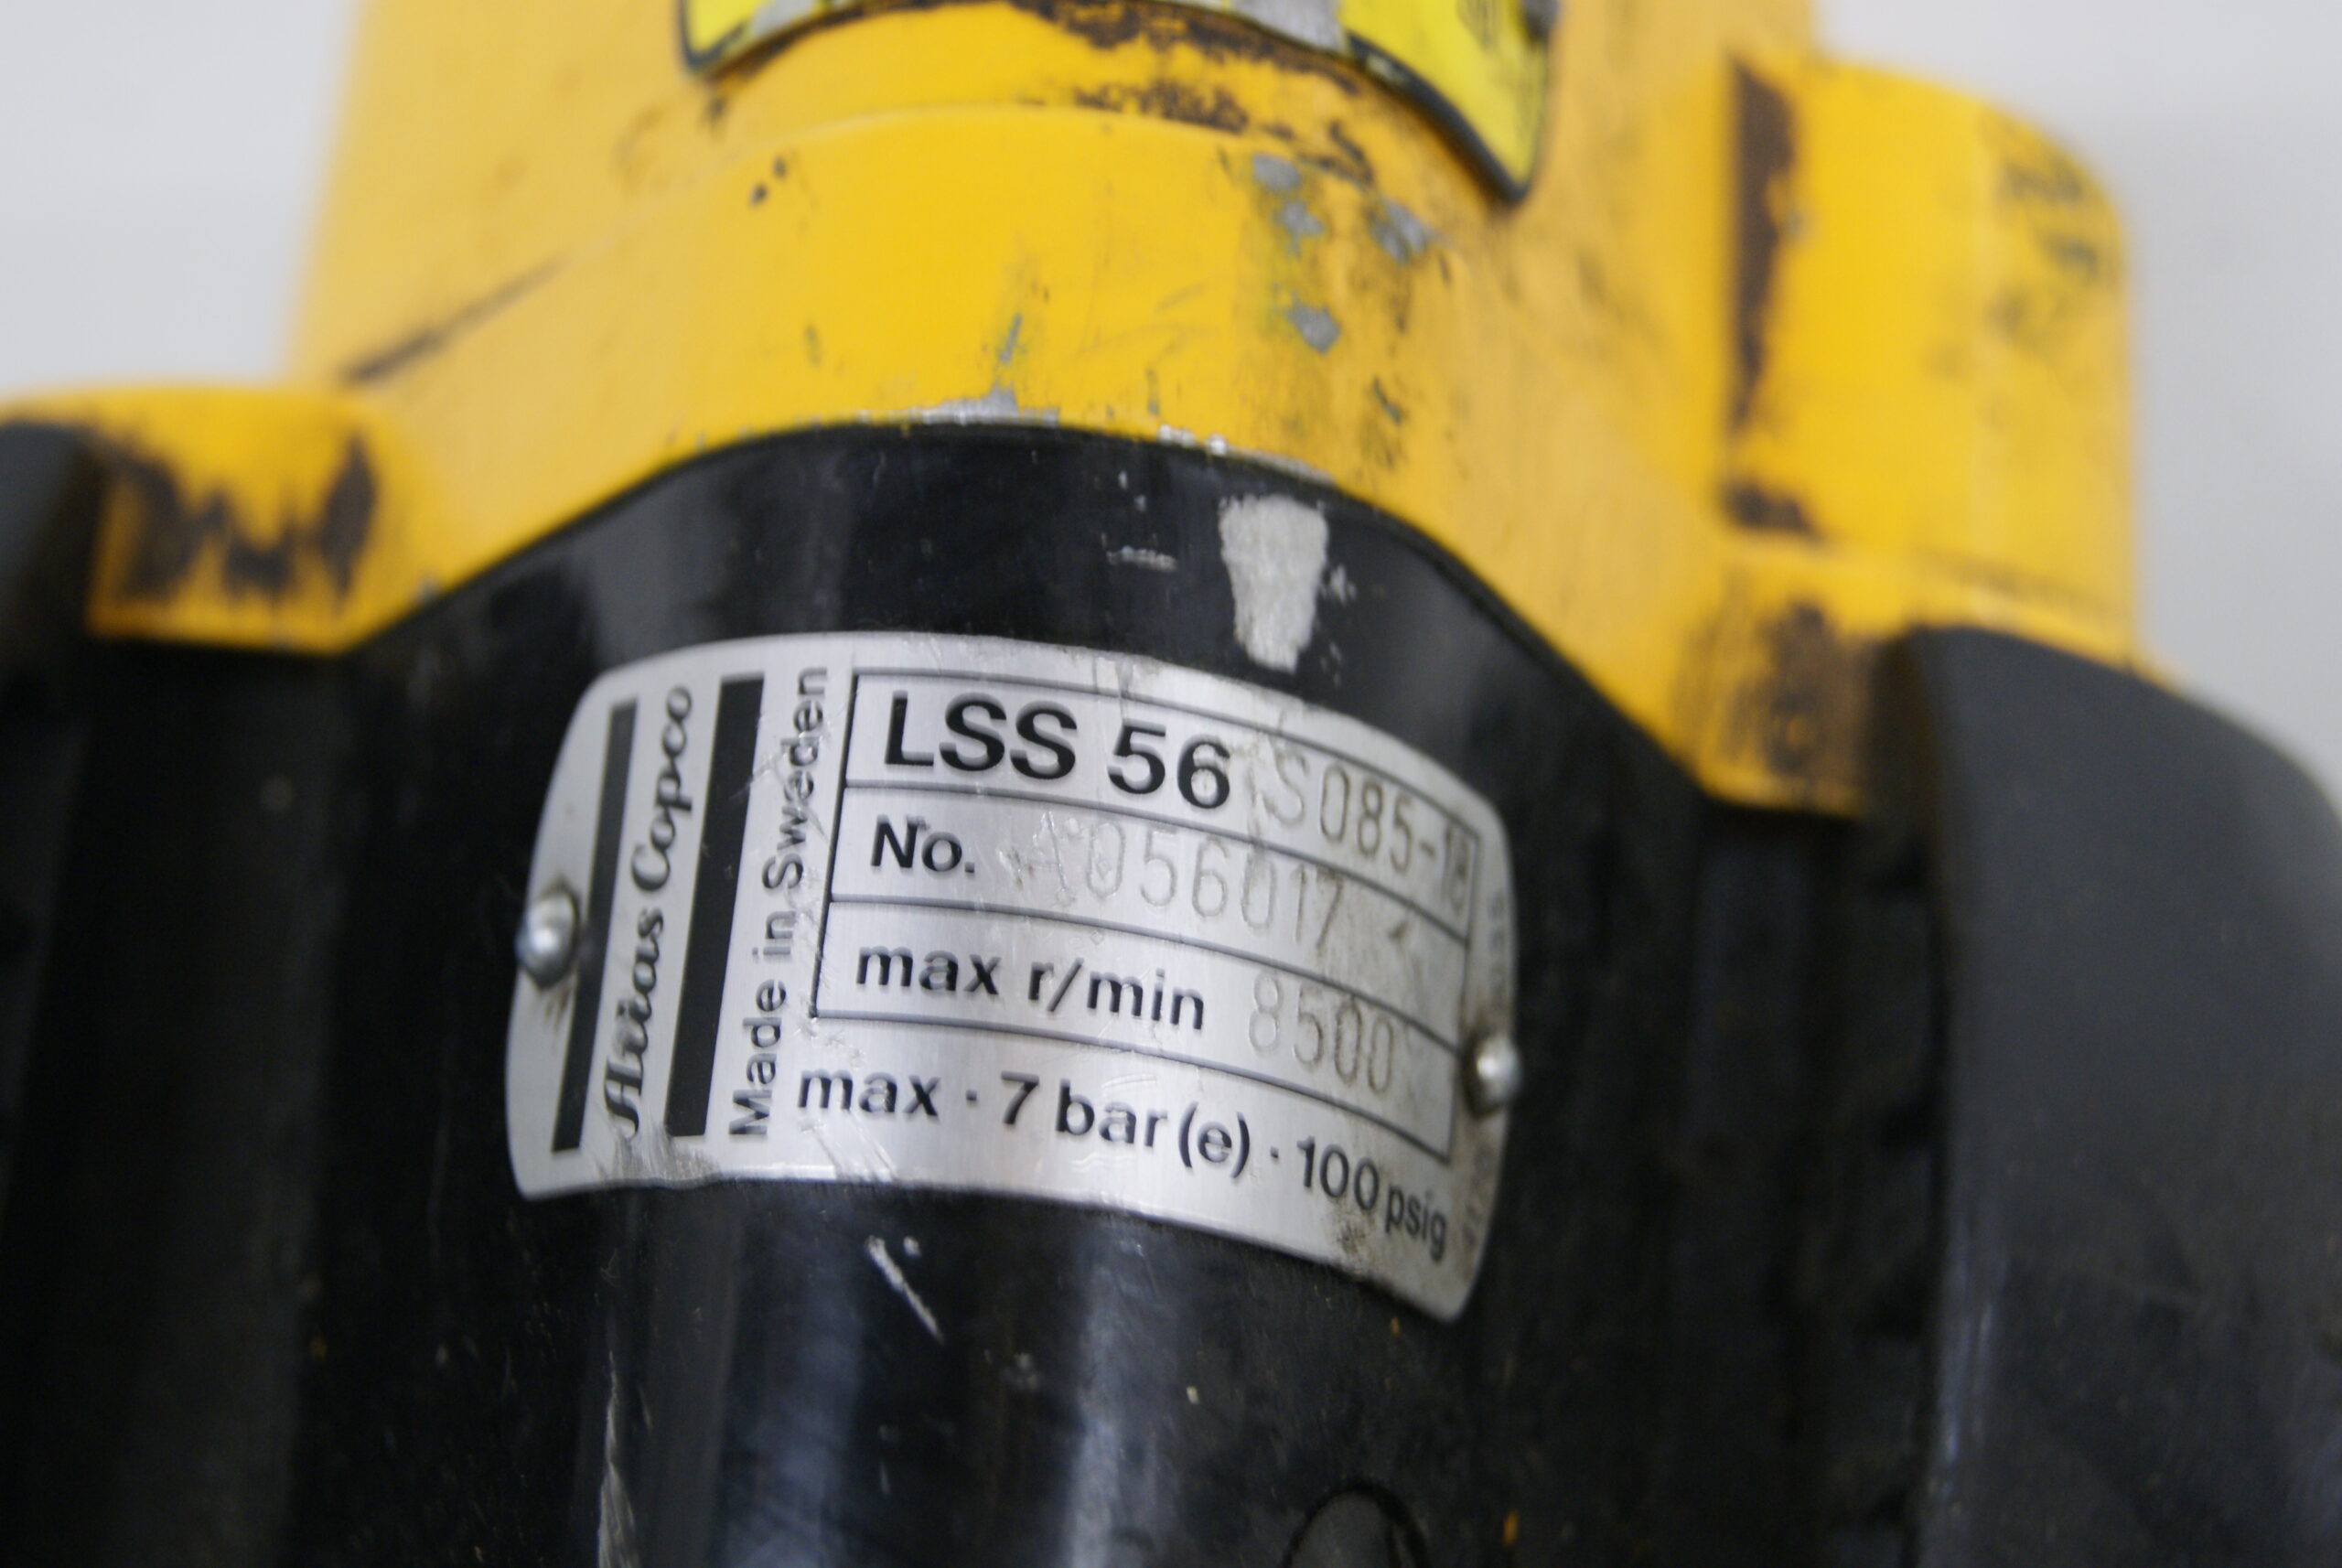 Atlas Copco
Made in Sweden
LSS 56 S085-18
No. A056017
max r/min 8500
max · 7 bar (e) · 100 psig